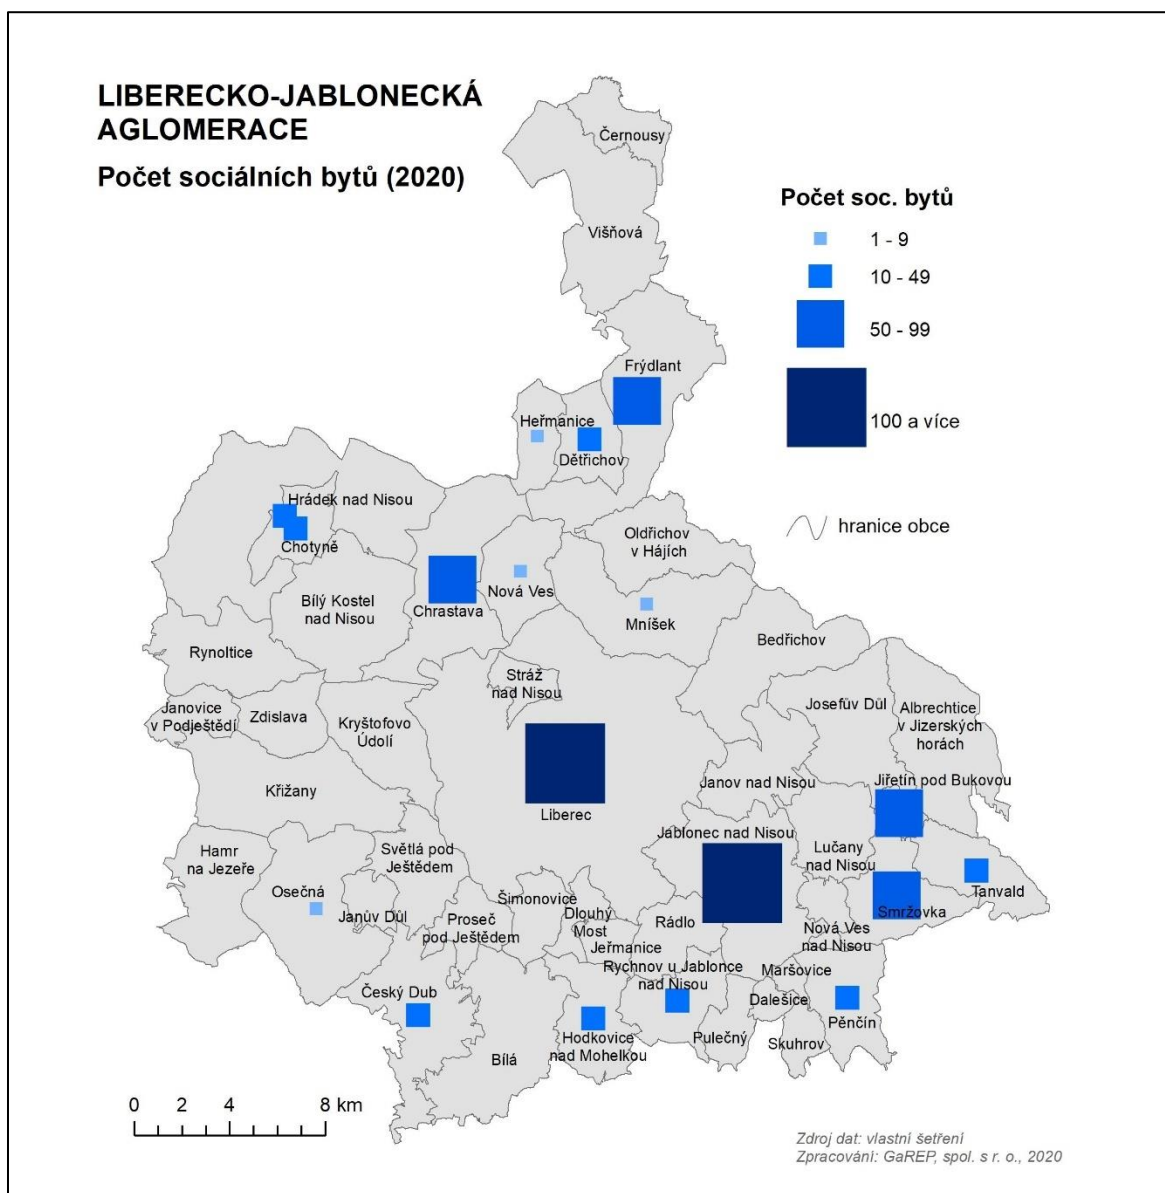 LIBERECKO-JABLONECKÁ
AGLOMERACE
Počet sociálních bytů (2020)
Počet soc. bytů
1 - 9
10 - 49
50 - 99
100 a více
hranice obce
Černousy
Višňová
Frýdlant
Heřmanice
Dětřichov
Hrádek nad Nisou
Chotyně
Oldřichov
v Hájích
Bílý Kostel
nad Nisou
Chrastava
Nová Ves
Mníšek
Bedřichov
Rynoltice
Stráž
nad Nisou
Janovice
v Podještědí
Zdislava
Kryštofovo
Údolí
Josefův Důl
Albrechtice
v Jizerských
horách
Křižany
Janov nad Nisou
Jiřetín pod Bukovou
Liberec
Jablonec nad Nisou
Hamr
na Jezeře
Světlá pod
Ještědem
Lučany
nad Nisou
Osečná
Janův Důl
Proseč
pod Ještědem
Šimonovice
Dlouhý
Most
Jeřmanice
Rádlo
Smržovka
Tanvald
Nová Ves
nad Nisou
Rychnov u Jablonce
nad Nisou
Maršovice
Český Dub
Dalešice
Pěnčín
Bílá
Hodkovice
nad Mohelkou
Pulečný
Skuhrov
0 2 4 8 km
Zdroj dat: vlastní šetření
Zpracování: GaREP, spol. s r. o., 2020